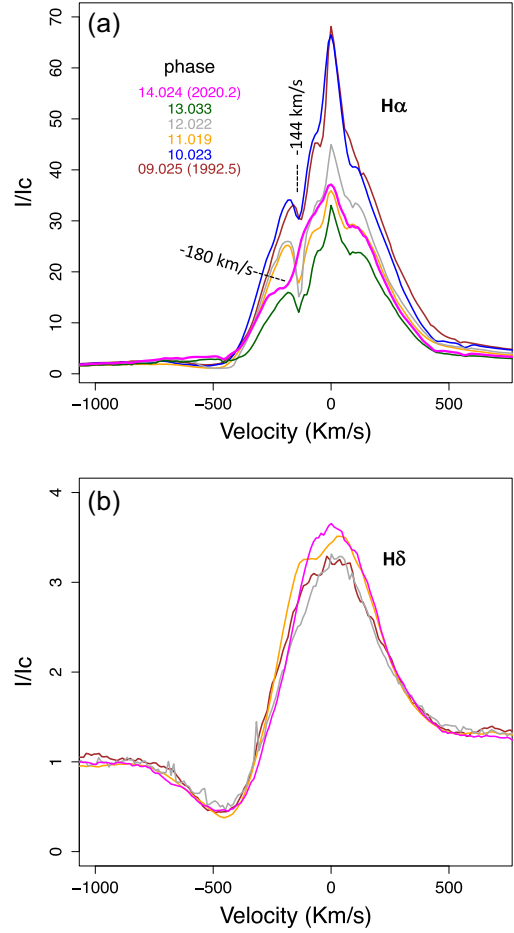 (a)
phase
14.024 (2020.2)
13.033
12.022
11.019
10.023
09.025 (1992.5)
-144 km/s
Hα
-180 km/s
I/Ic
0
10
20
30
40
50
60
70
−1000
−500
0
500
Velocity (Km/s)
(b)
Hδ
I/Ic
0
1
2
3
4
−1000
−500
0
500
Velocity (Km/s)